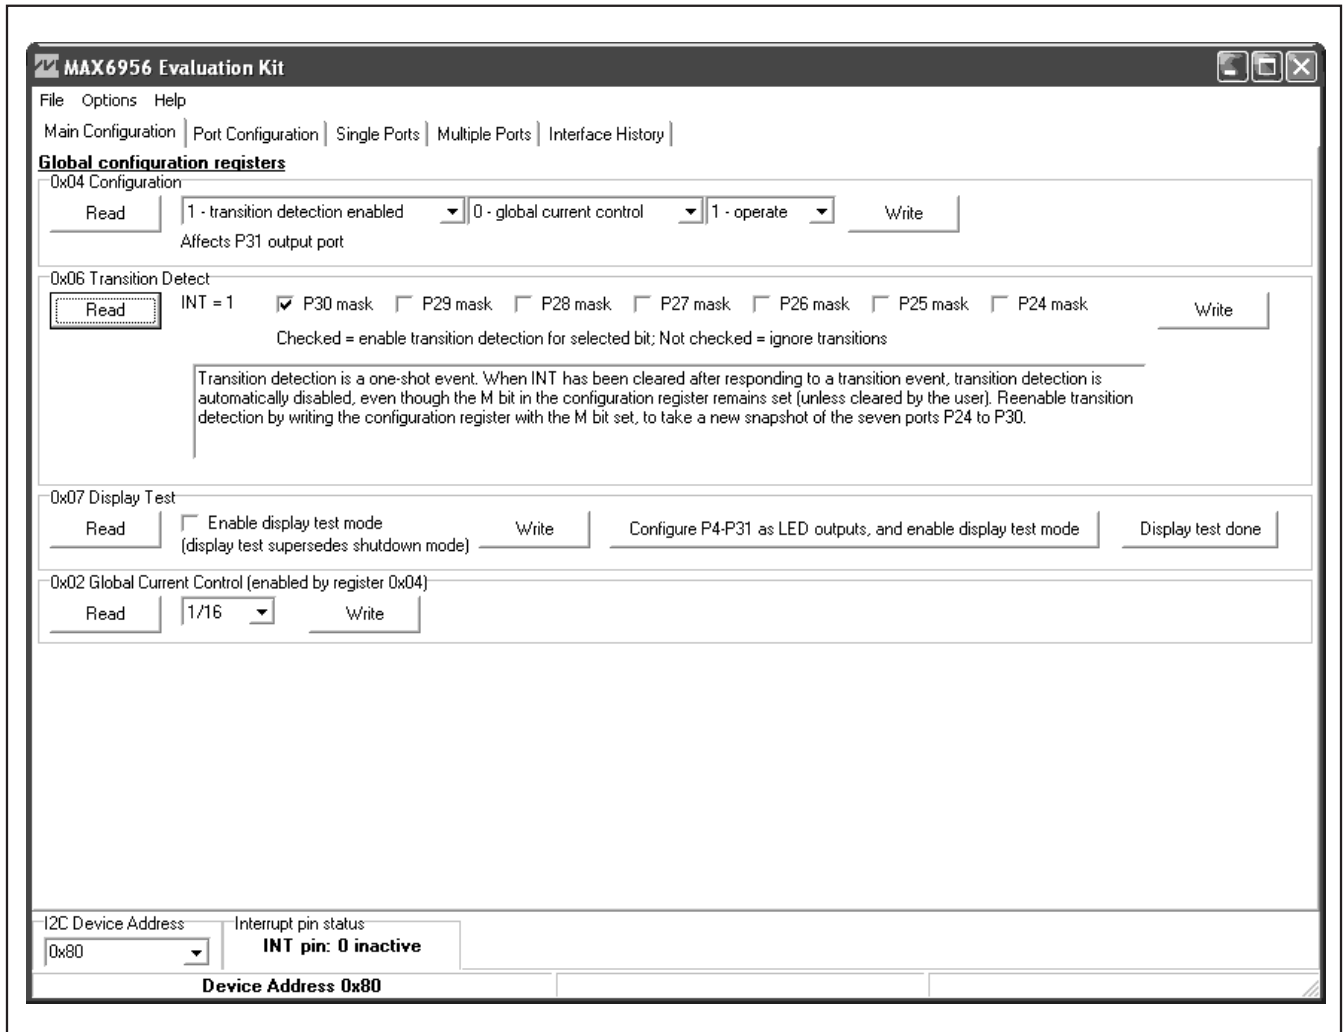 MAX6956 Evaluation Kit
File Options Help
Main Configuration Port Configuration Single Ports Multiple Ports Interface History
Global configuration registers
0x04 Configuration
Read 1 - transition detection enabled 0 - global current control 1 - operate Write
Affects P31 output port
0x06 Transition Detect
Read INT = 1 P30 mask P29 mask P28 mask P27 mask P26 mask P25 mask P24 mask Write
Checked = enable transition detection for selected bit; Not checked = ignore transitions
Transition detection is a one-shot event. When INT has been cleared after responding to a transition event, transition detection is
automatically disabled, even though the M bit in the configuration register remains set (unless cleared by the user). Reenable transition
detection by writing the configuration register with the M bit set, to take a new snapshot of the seven ports P24 to P30.
0x07 Display Test
Read Enable display test mode Write Configure P4-P31 as LED outputs, and enable display test mode Display test done
(display test supersedes shutdown mode)
0x02 Global Current Control (enabled by register 0x04)
Read 1/16 Write
I2C Device Address Interrupt pin status
0x80 INT pin: 0 inactive
Device Address 0x80